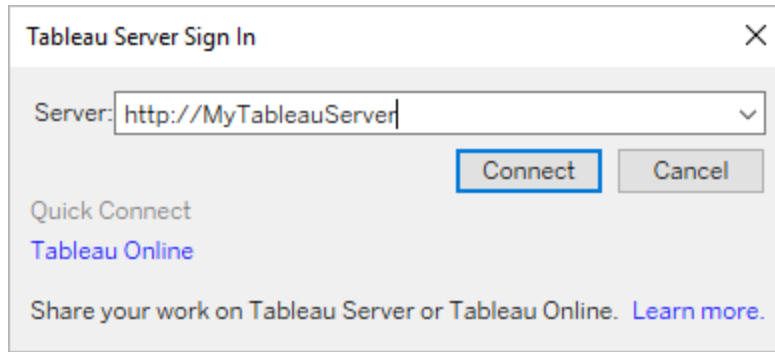 Tableau Server Sign In
Server: http://MyTableauServer
Connect Cancel
Quick Connect
Tableau Online
Share your work on Tableau Server or Tableau Online. Learn more.